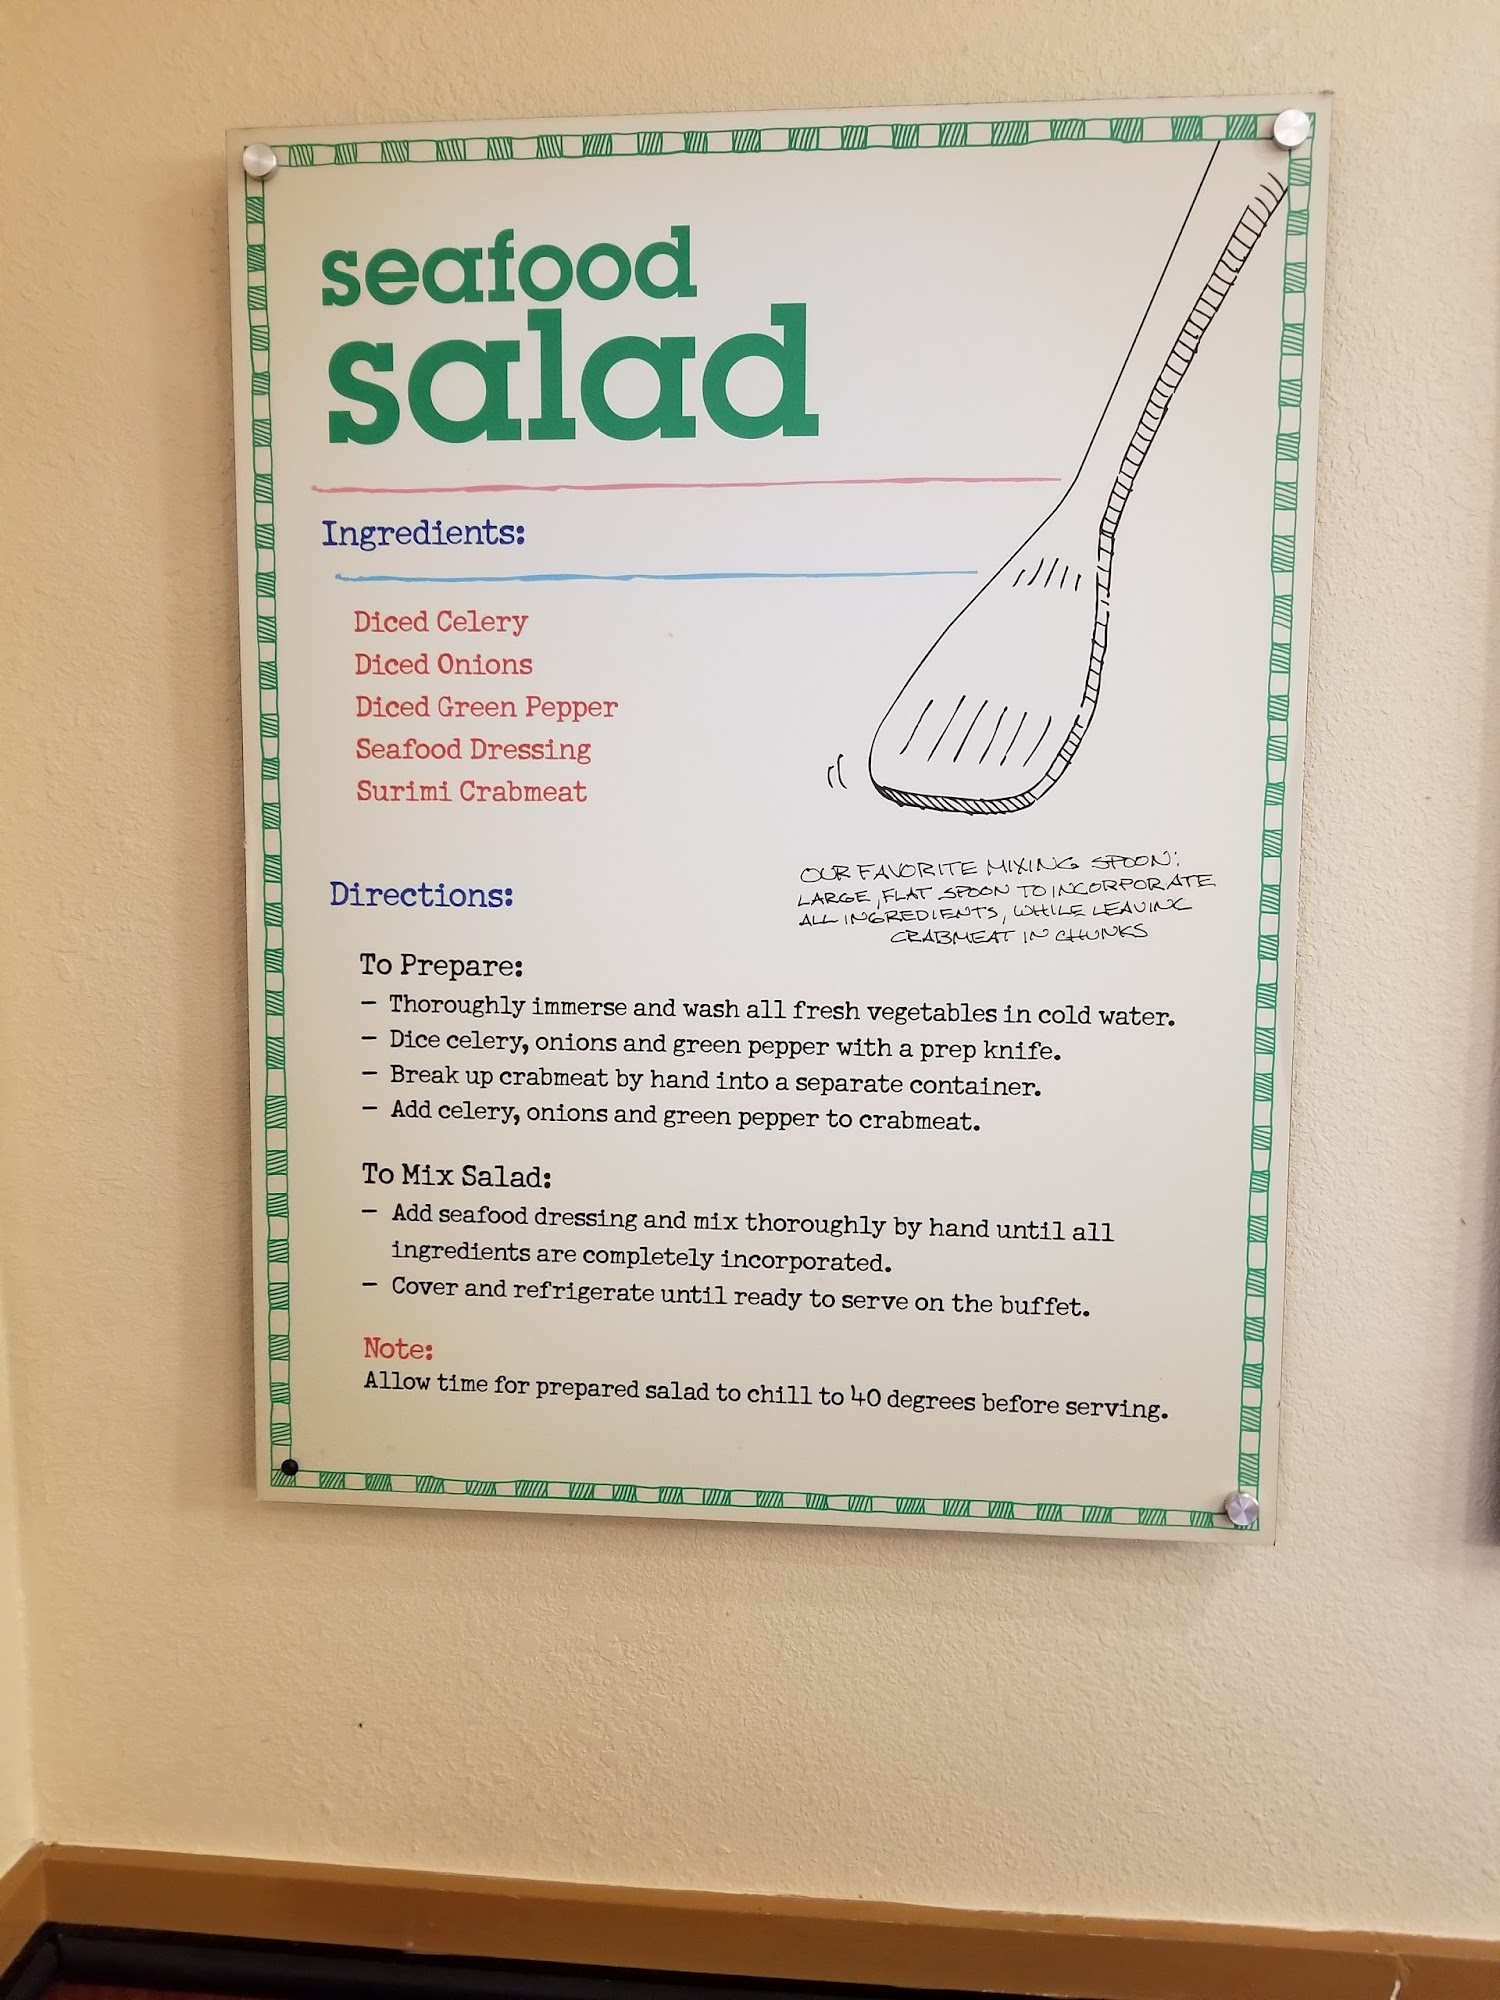 seafood
salad
Ingredients:
Diced Celery
Diced Onions
Diced Green Pepper
Seafood Dressing
Surimi Crabmeat
OUR FAVORITE MIXING SPOON:
LARGE, FLAT SPOON TO INCORPORATE
ALL INGREDIENTS, WHILE LEAVING
CRABMEAT IN CHUNKS
Directions:
To Prepare:
– Thoroughly immerse and wash all fresh vegetables in cold water.
– Dice celery, onions and green pepper with a prep knife.
– Break up crabmeat by hand into a separate container.
– Add celery, onions and green pepper to crabmeat.
To Mix Salad:
– Add seafood dressing and mix thoroughly by hand until all
ingredients are completely incorporated.
– Cover and refrigerate until ready to serve on the buffet.
Note:
Allow time for prepared salad to chill to 40 degrees before serving.